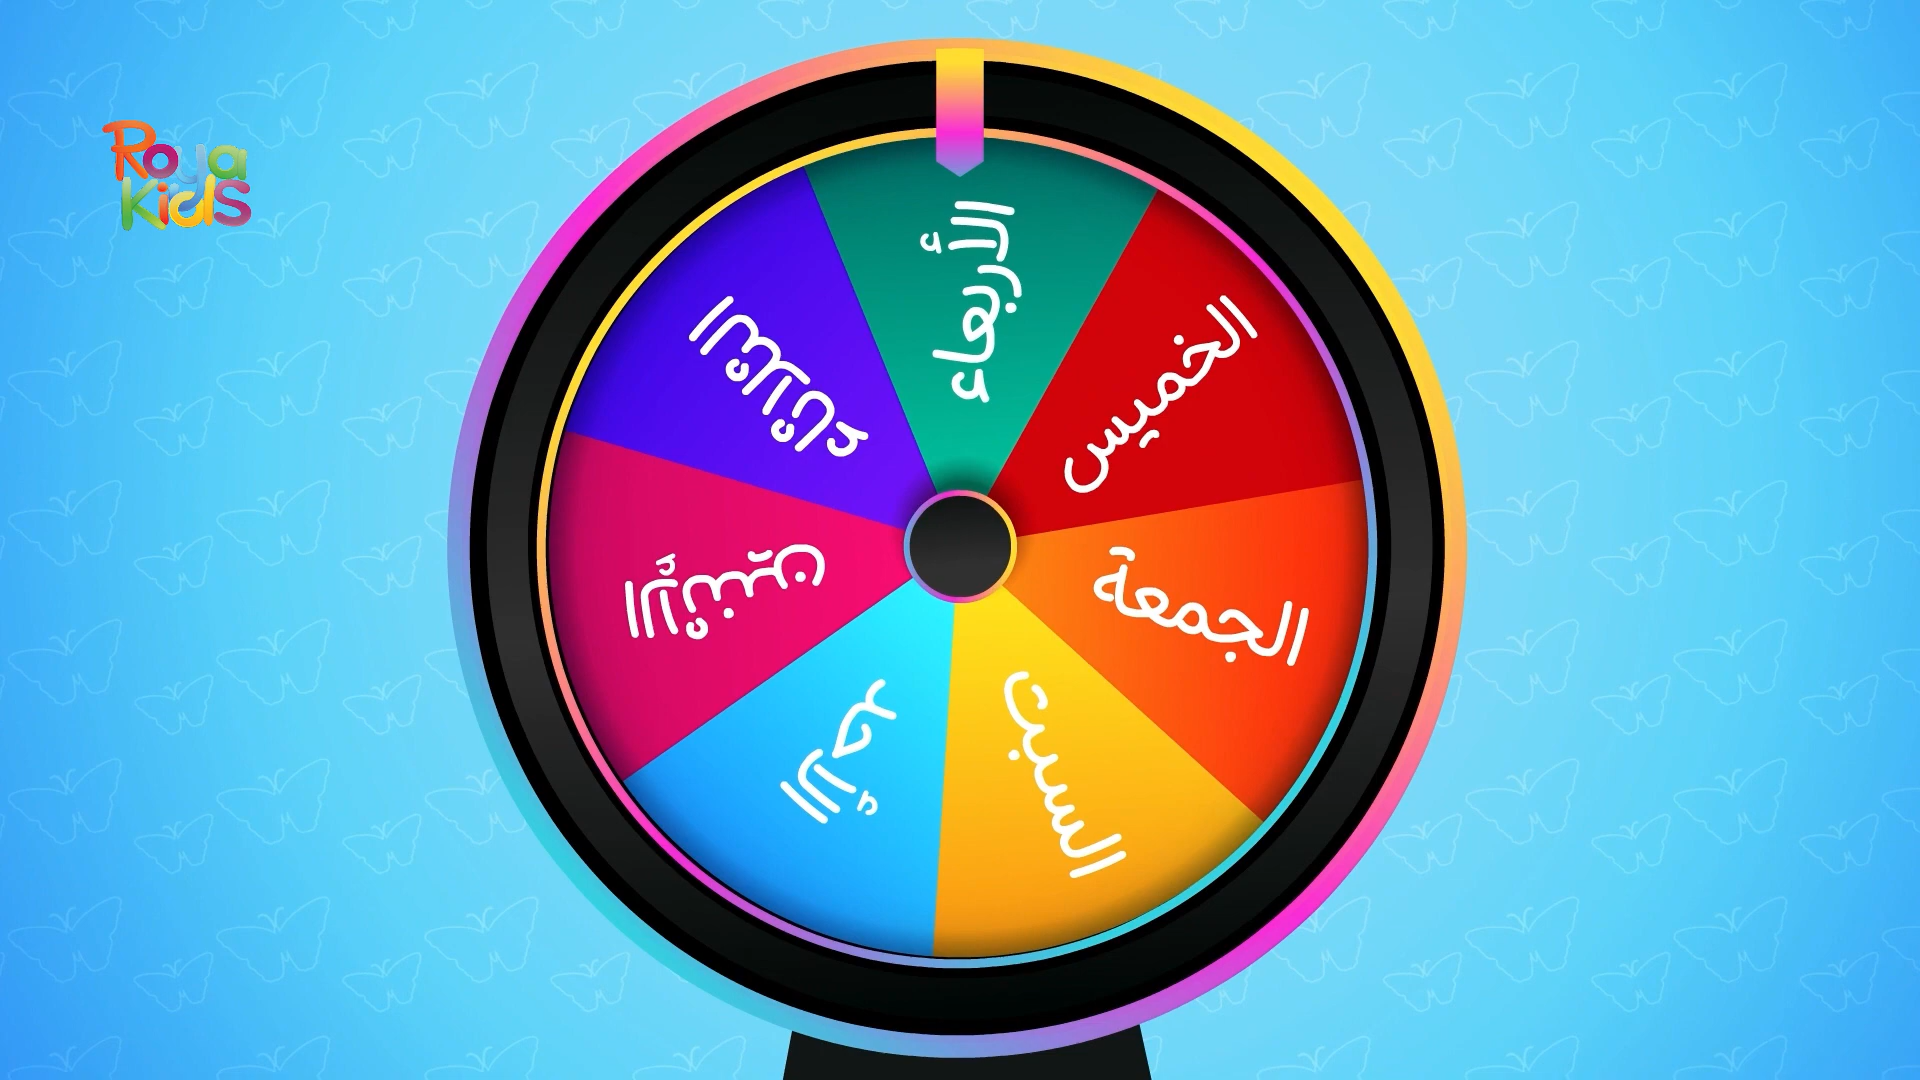 Roya
Kids
الأربعاء
الخميس
الجمعة
السبت
الأحد
الإثنين
الثلاثاء